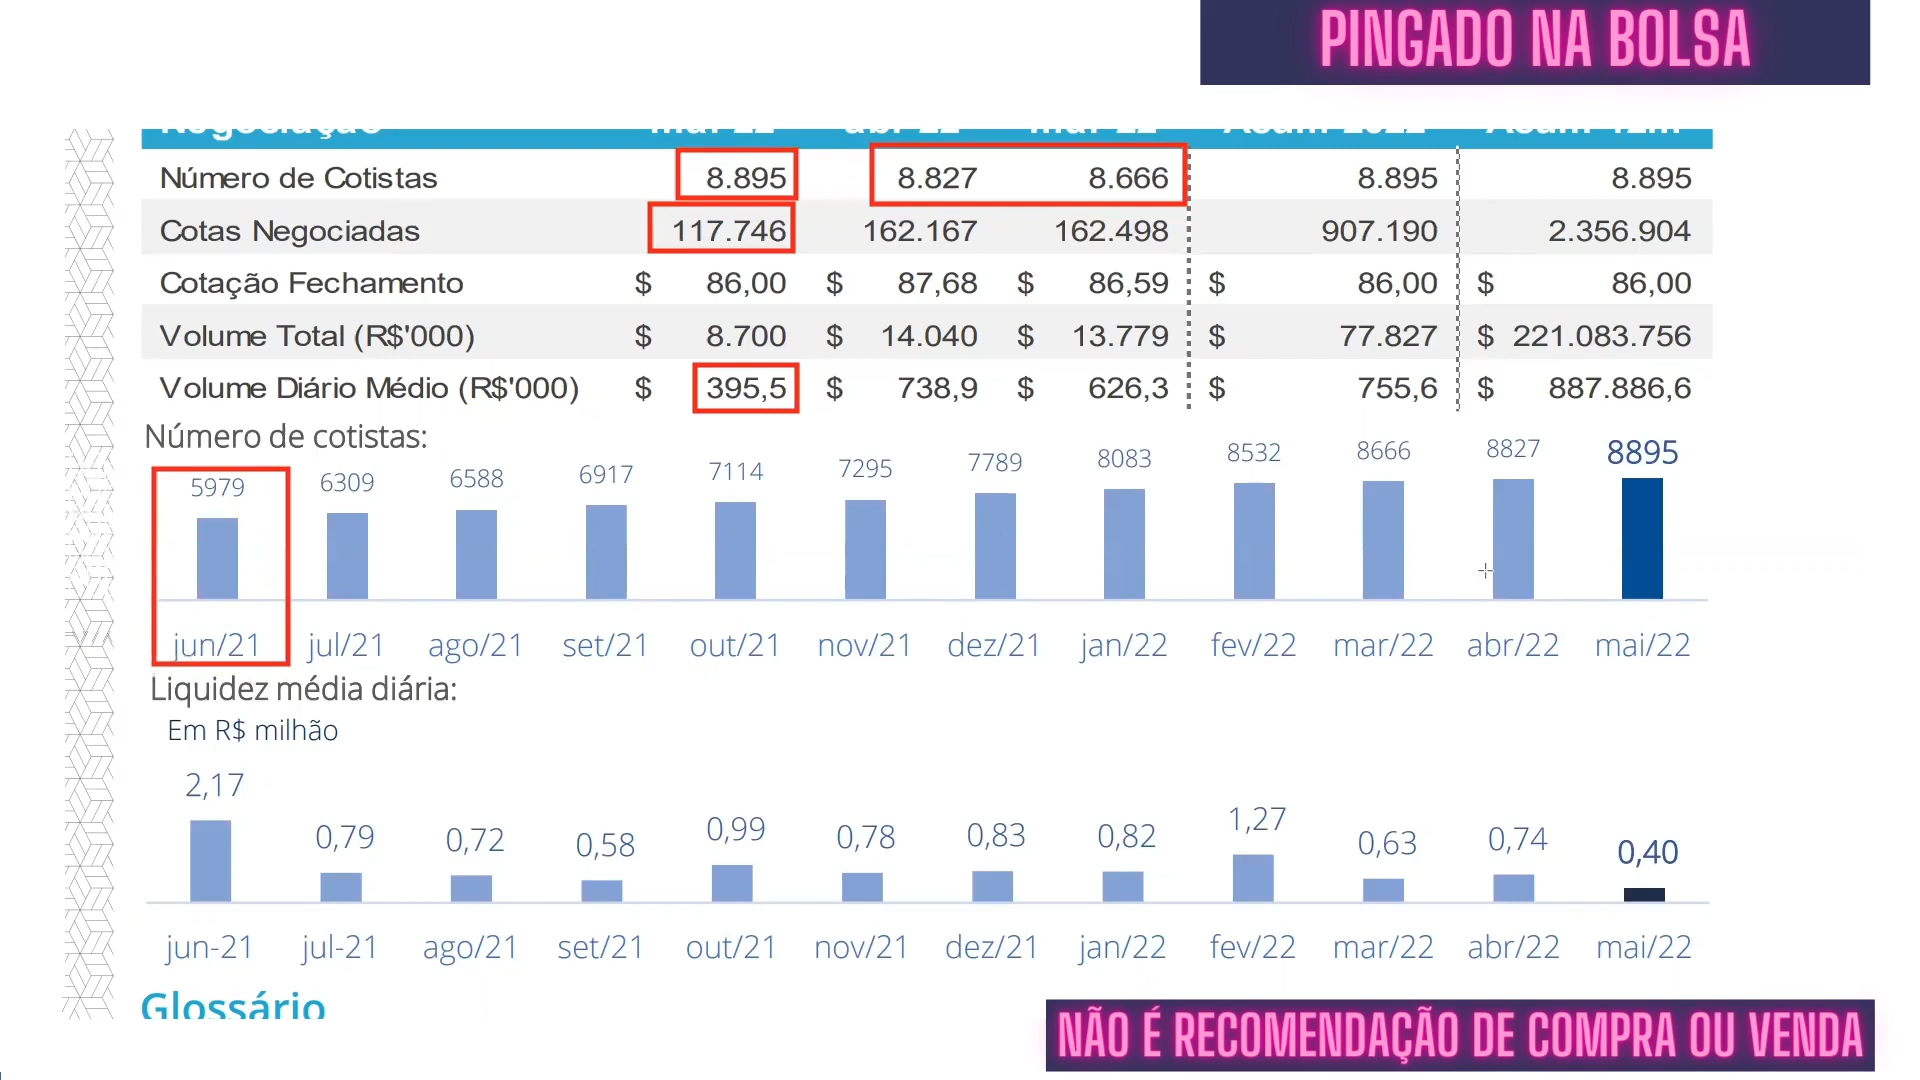 PINGADO NA BOLSA
Número de Cotistas 8.895 8.827 8.666 8.895 8.895
Cotas Negociadas 117.746 162.167 162.498 907.190 2.356.904
Cotação Fechamento $ 86,00 $ 87,68 $ 86,59 $ 86,00 $ 86,00
Volume Total (R$'000) $ 8.700 $ 14.040 $ 13.779 $ 77.827 $ 221.083.756
Volume Diário Médio (R$'000) $ 395,5 $ 738,9 $ 626,3 $ 755,6 $ 887.886,6
Número de cotistas:
5979 6309 6588 6917 7114 7295 7789 8083 8532 8666 8827 8895
jun/21 jul/21 ago/21 set/21 out/21 nov/21 dez/21 jan/22 fev/22 mar/22 abr/22 mai/22
Liquidez média diária:
Em R$ milhão
2,17 0,79 0,72 0,58 0,99 0,78 0,83 0,82 1,27 0,63 0,74 0,40
jun-21 jul-21 ago/21 set/21 out/21 nov/21 dez/21 jan/22 fev/22 mar/22 abr/22 mai/22
Glossário
NÃO É RECOMENDAÇÃO DE COMPRA OU VENDA